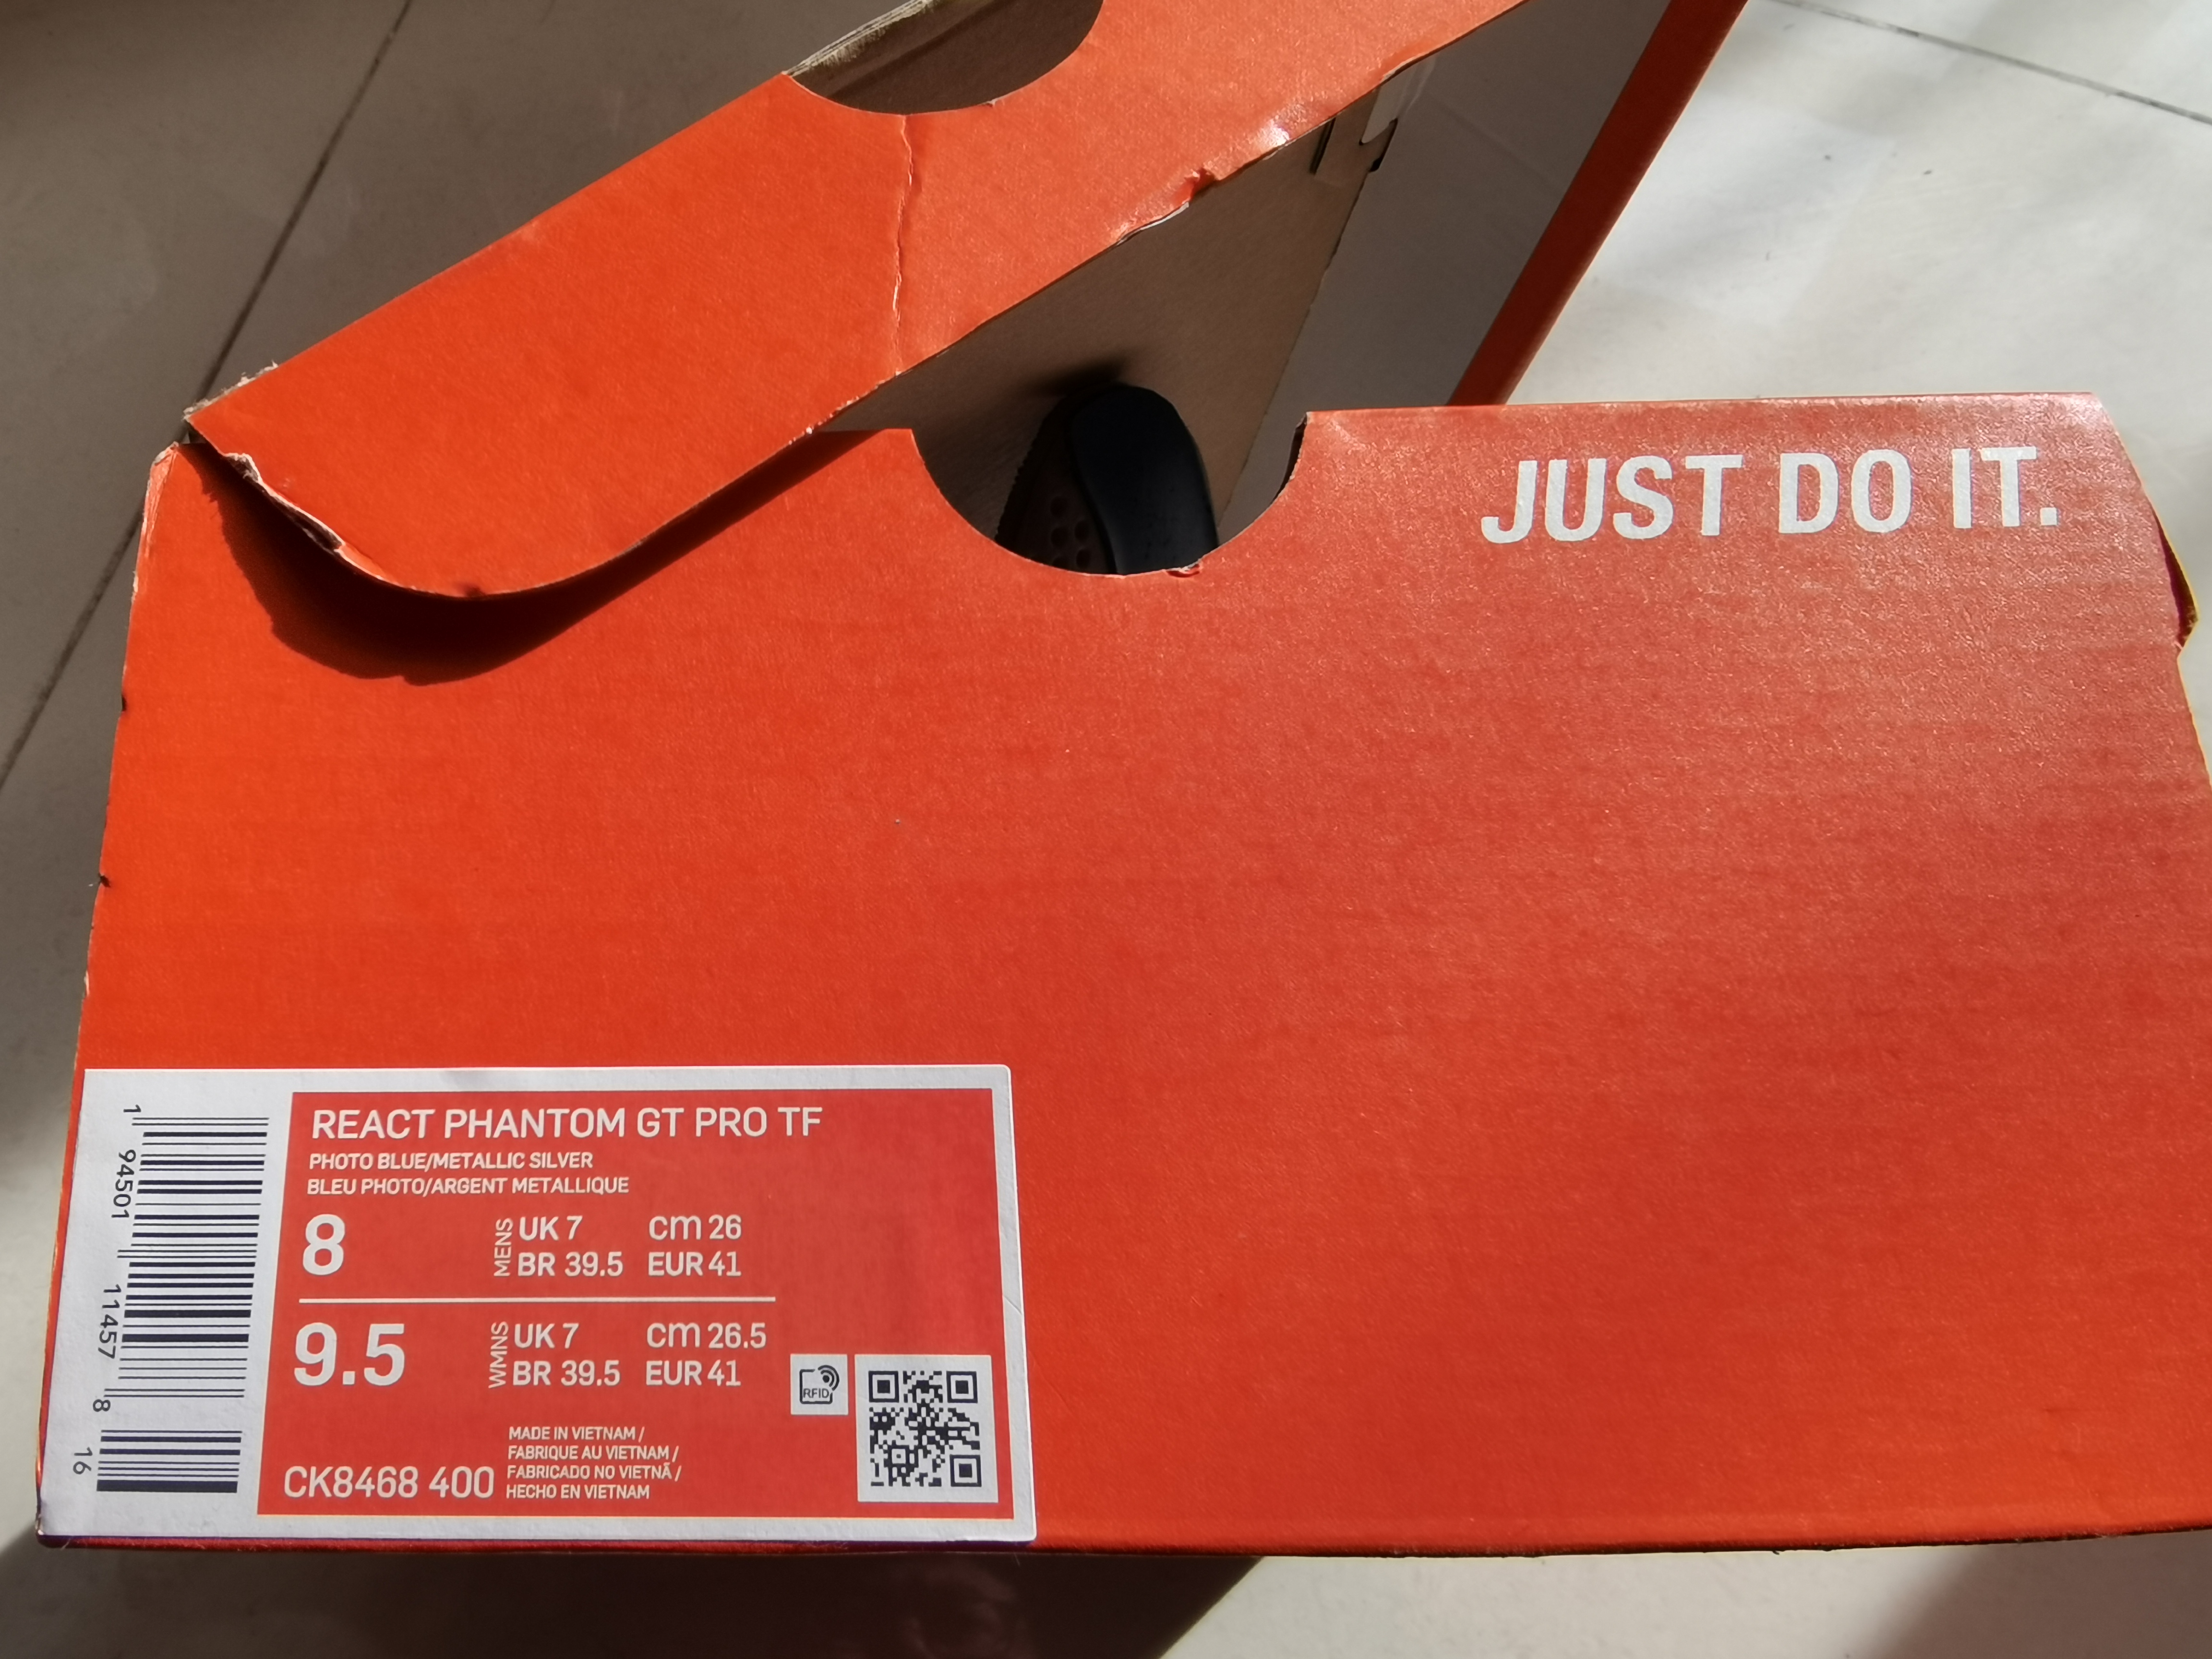 JUST DO IT.
REACT PHANTOM GT PRO TF
PHOTO BLUE/METALLIC SILVER
BLEU PHOTO/ARGENT METALLIQUE
8 MENS UK 7 cm 26
BR 39.5 EUR 41
9.5 WMNS UK 7 cm 26.5
BR 39.5 EUR 41
RFID
MADE IN VIETNAM /
FABRIQUE AU VIETNAM /
FABRICADO NO VIETNÃ /
HECHO EN VIETNAM
CK8468 400
1 94501 11457 8 16